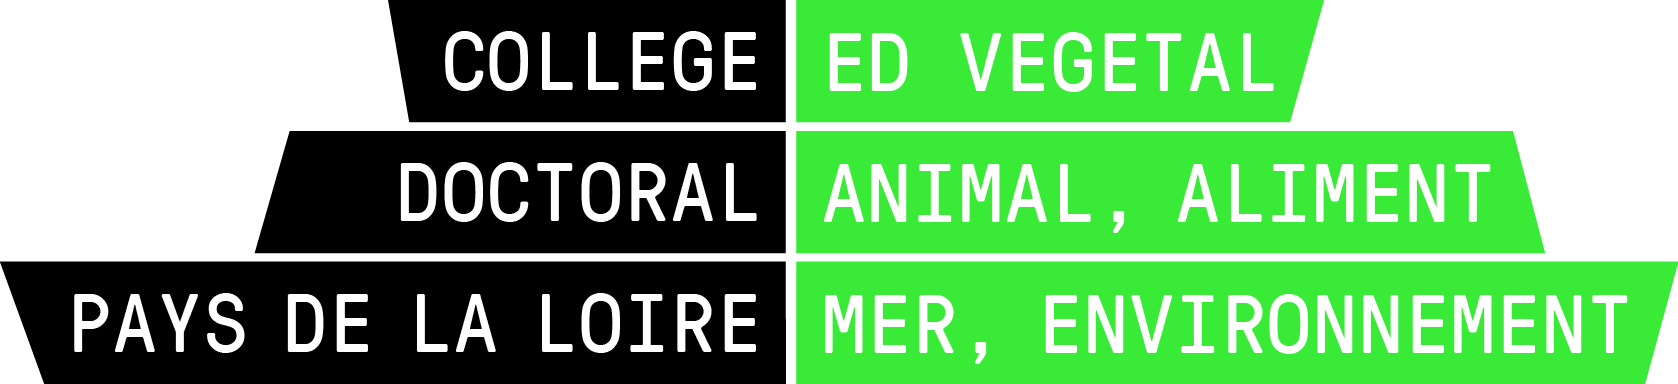 COLLEGE
DOCTORAL
PAYS DE LA LOIRE
ED VEGETAL
ANIMAL, ALIMENT
MER, ENVIRONNEMENT